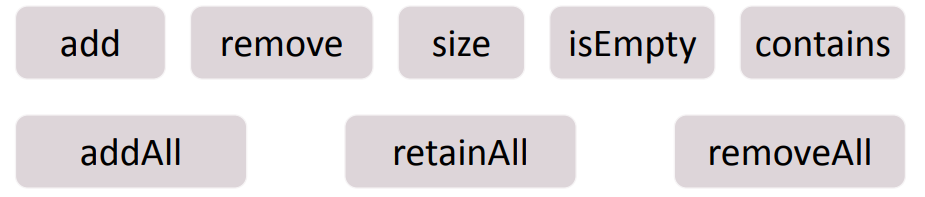 add remove size isEmpty contains
addAll retainAll removeAll